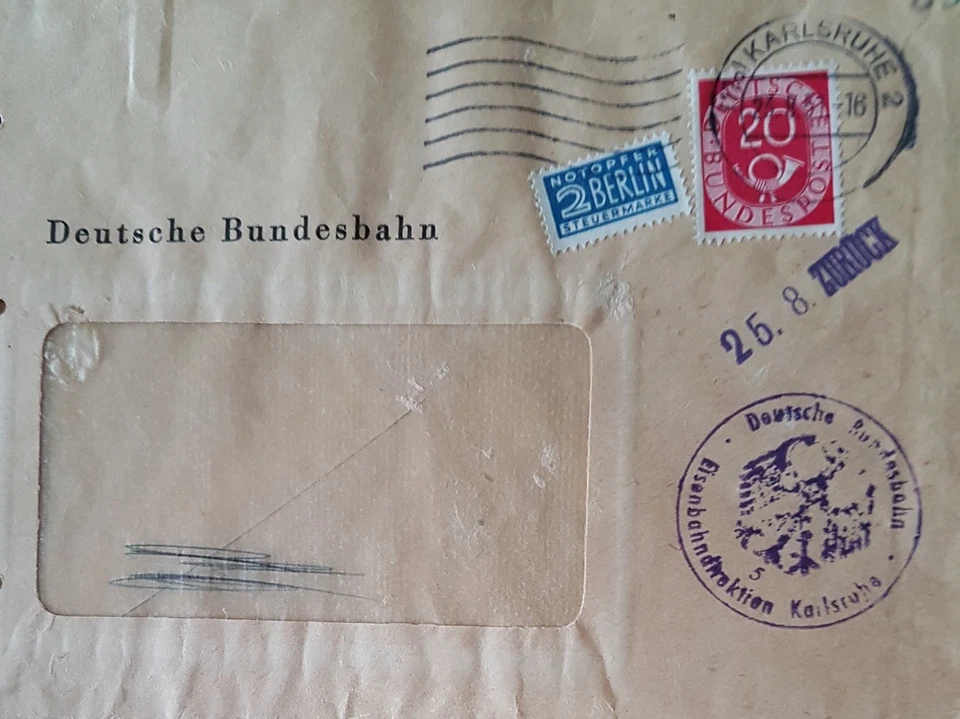 KARLSRUHE 2
-16
DEUTSCHE
20
BUNDESPOST
NOTOPFER
2 BERLIN
STEUERMARKE
Deutsche Bundesbahn
25. 8. ZURÜCK
Deutsche Bundesbahn
Eisenbahndirektion Karlsruhe
5